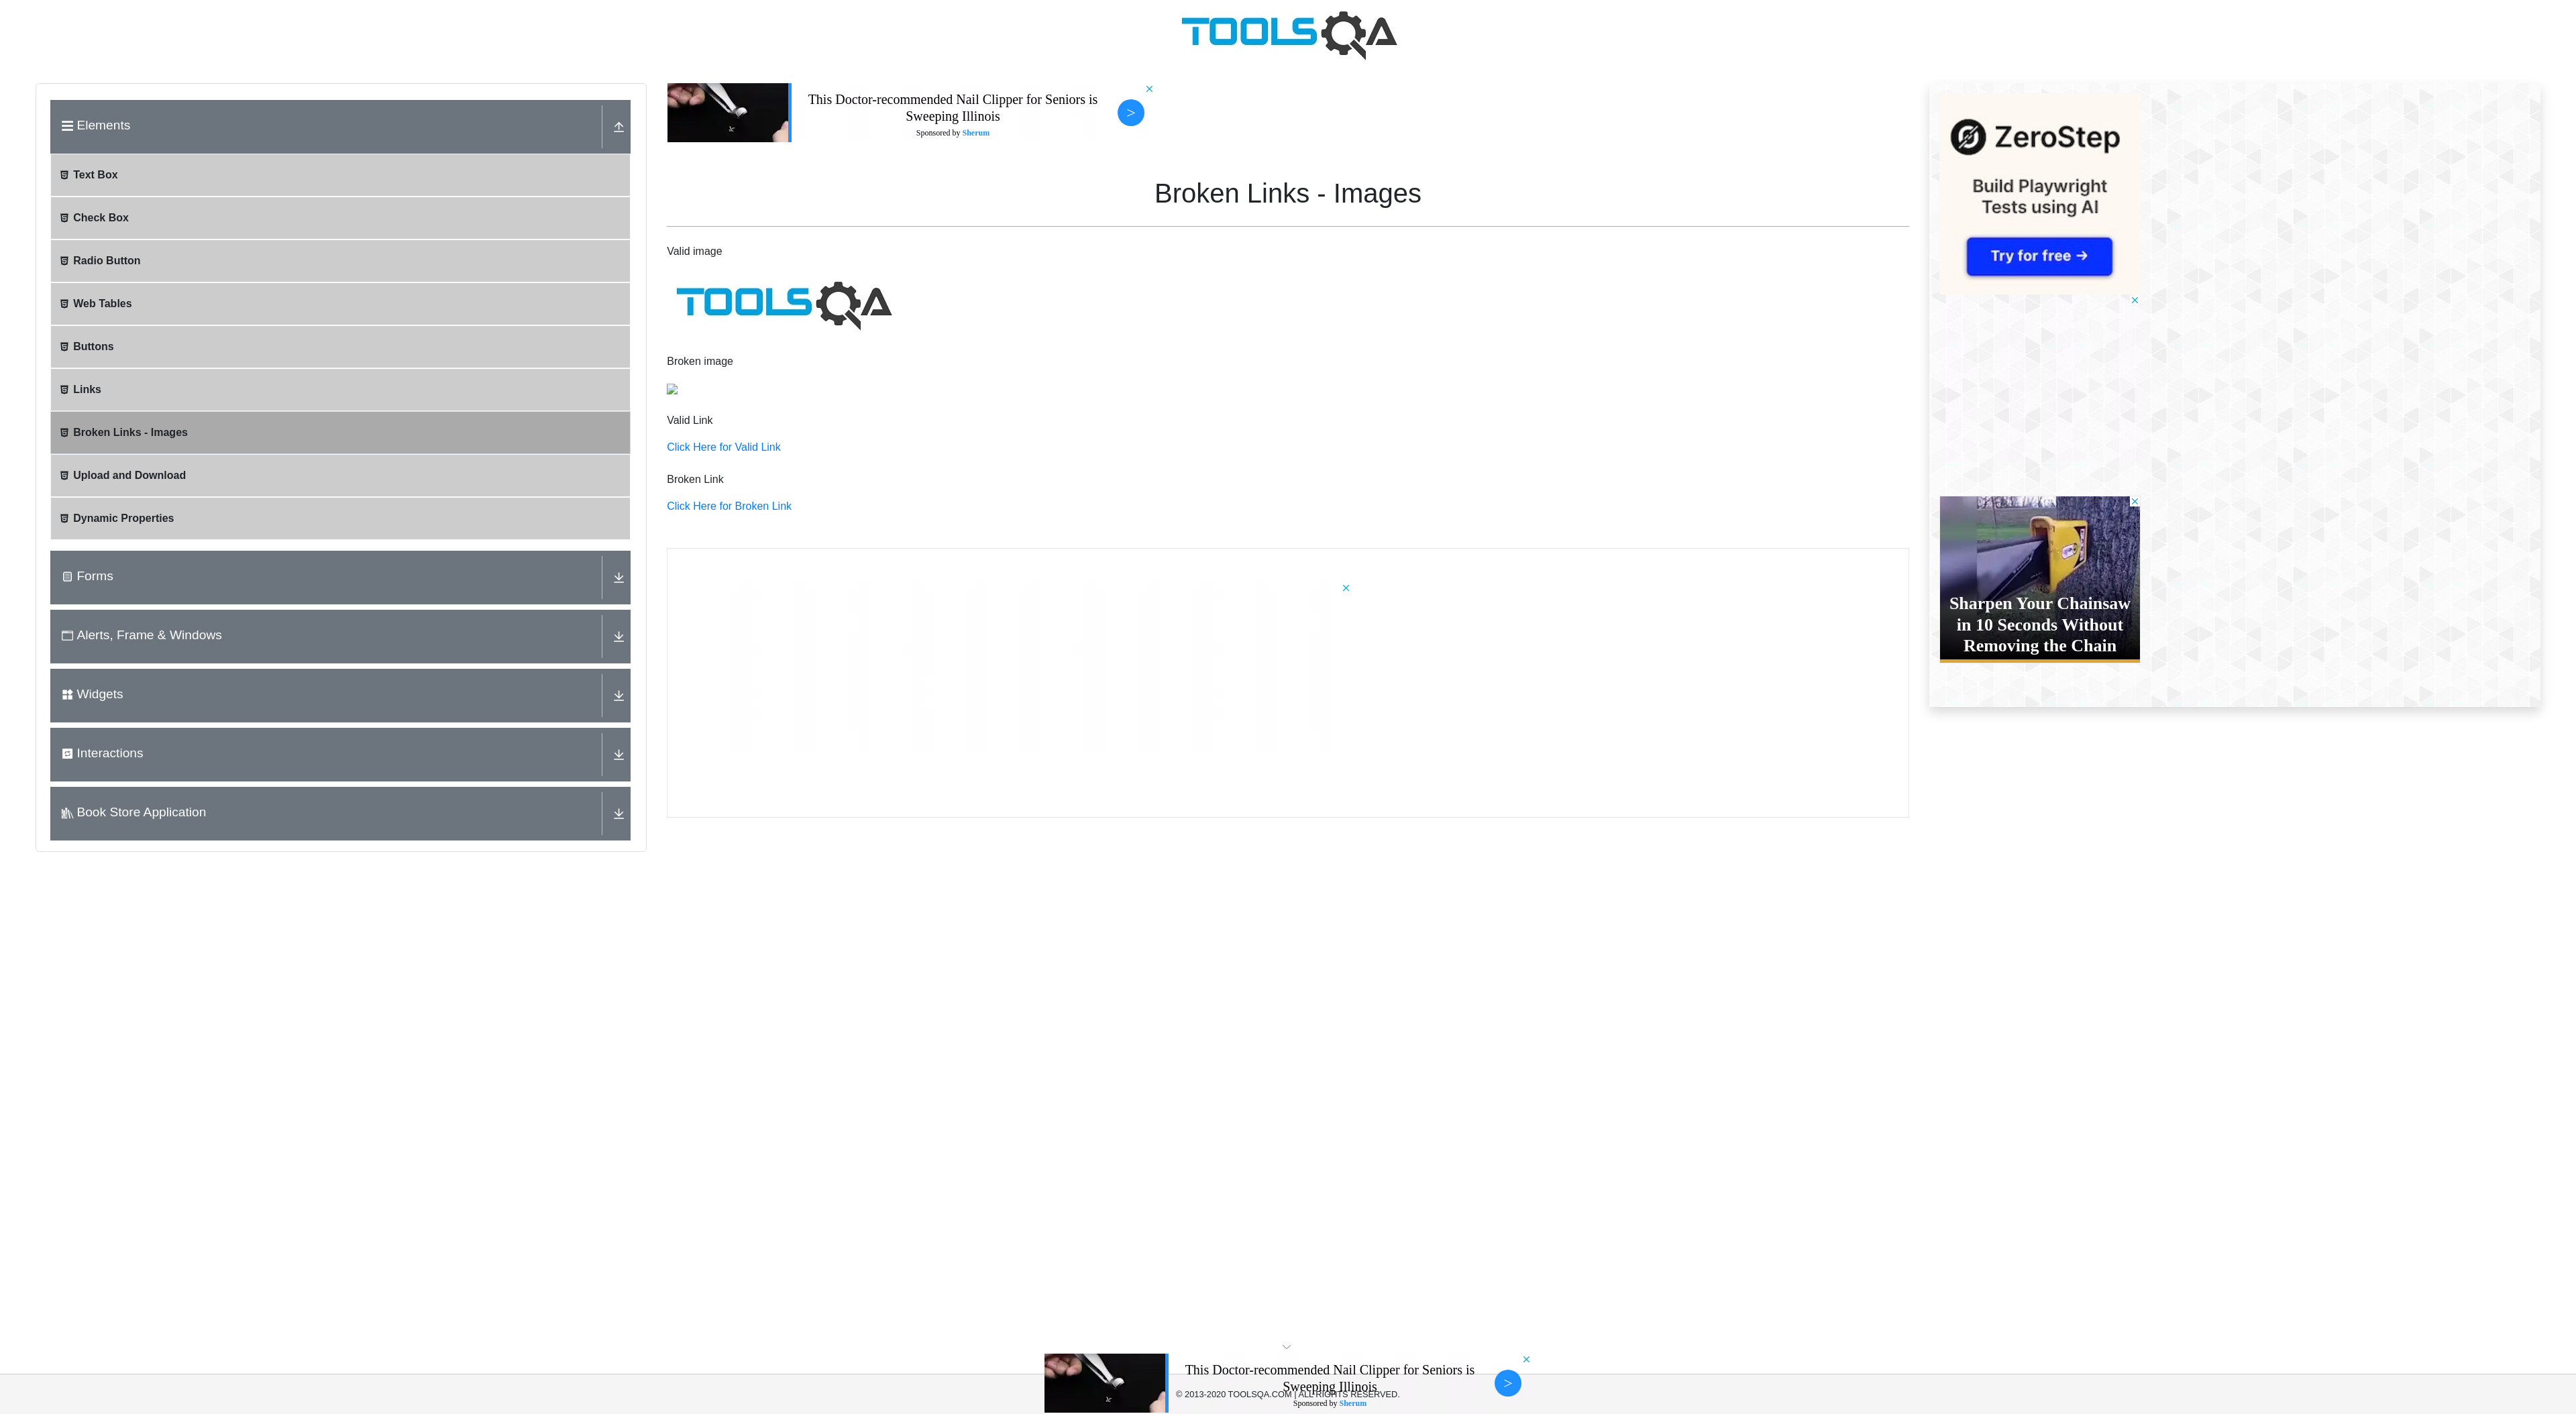 TOOLSQA
Elements
Text Box
Check Box
Radio Button
Web Tables
Buttons
Links
Broken Links - Images
Upload and Download
Dynamic Properties
Forms
Alerts, Frame & Windows
Widgets
Interactions
Book Store Application
This Doctor-recommended Nail Clipper for Seniors is
Sweeping Illinois
Sponsored by Sherum
>
Broken Links - Images
Valid image
TOOLSQA
Broken image
Valid Link
Click Here for Valid Link
Broken Link
Click Here for Broken Link
ZeroStep
Build Playwright
Tests using AI
Try for free →
Sharpen Your Chainsaw
in 10 Seconds Without
Removing the Chain
This Doctor-recommended Nail Clipper for Seniors is
Sweeping Illinois
>
© 2013-2020 TOOLSQA.COM | ALL RIGHTS RESERVED.
Sponsored by Sherum